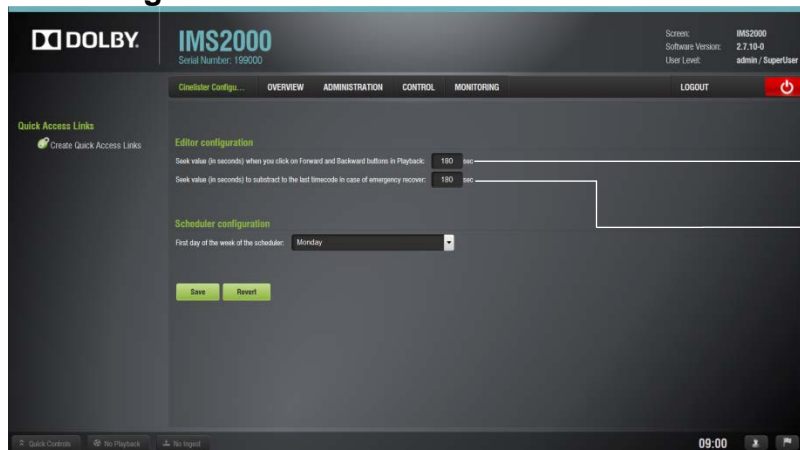 DOLBY.
IMS2000
Serial Number: 199000
Screen: IMS2000
Software Version: 2.7.10-0
User Level: admin / SuperUser
Cinelister Configu... OVERVIEW ADMINISTRATION CONTROL MONITORING LOGOUT
Quick Access Links
Create Quick Access Links
Editor configuration
Seek value (in seconds) when you click on Forward and Backward buttons in Playback: 180 sec
Seek value (in seconds) to substract to the last timecode in case of emergency recover: 180 sec
Scheduler configuration
First day of the week of the scheduler: Monday
Save Revert
Quick Controls No Playback No Ingest 09:00